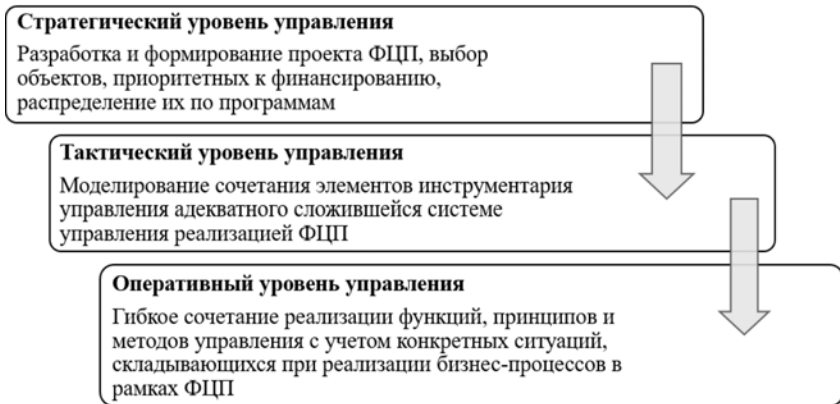 Стратегический уровень управления
Разработка и формирование проекта ФЦП, выбор
объектов, приоритетных к финансированию,
распределение их по программам
Тактический уровень управления
Моделирование сочетания элементов инструментария
управления адекватного сложившейся системе
управления реализацией ФЦП
Оперативный уровень управления
Гибкое сочетание реализации функций, принципов и
методов управления с учетом конкретных ситуаций,
складывающихся при реализации бизнес-процессов в
рамках ФЦП